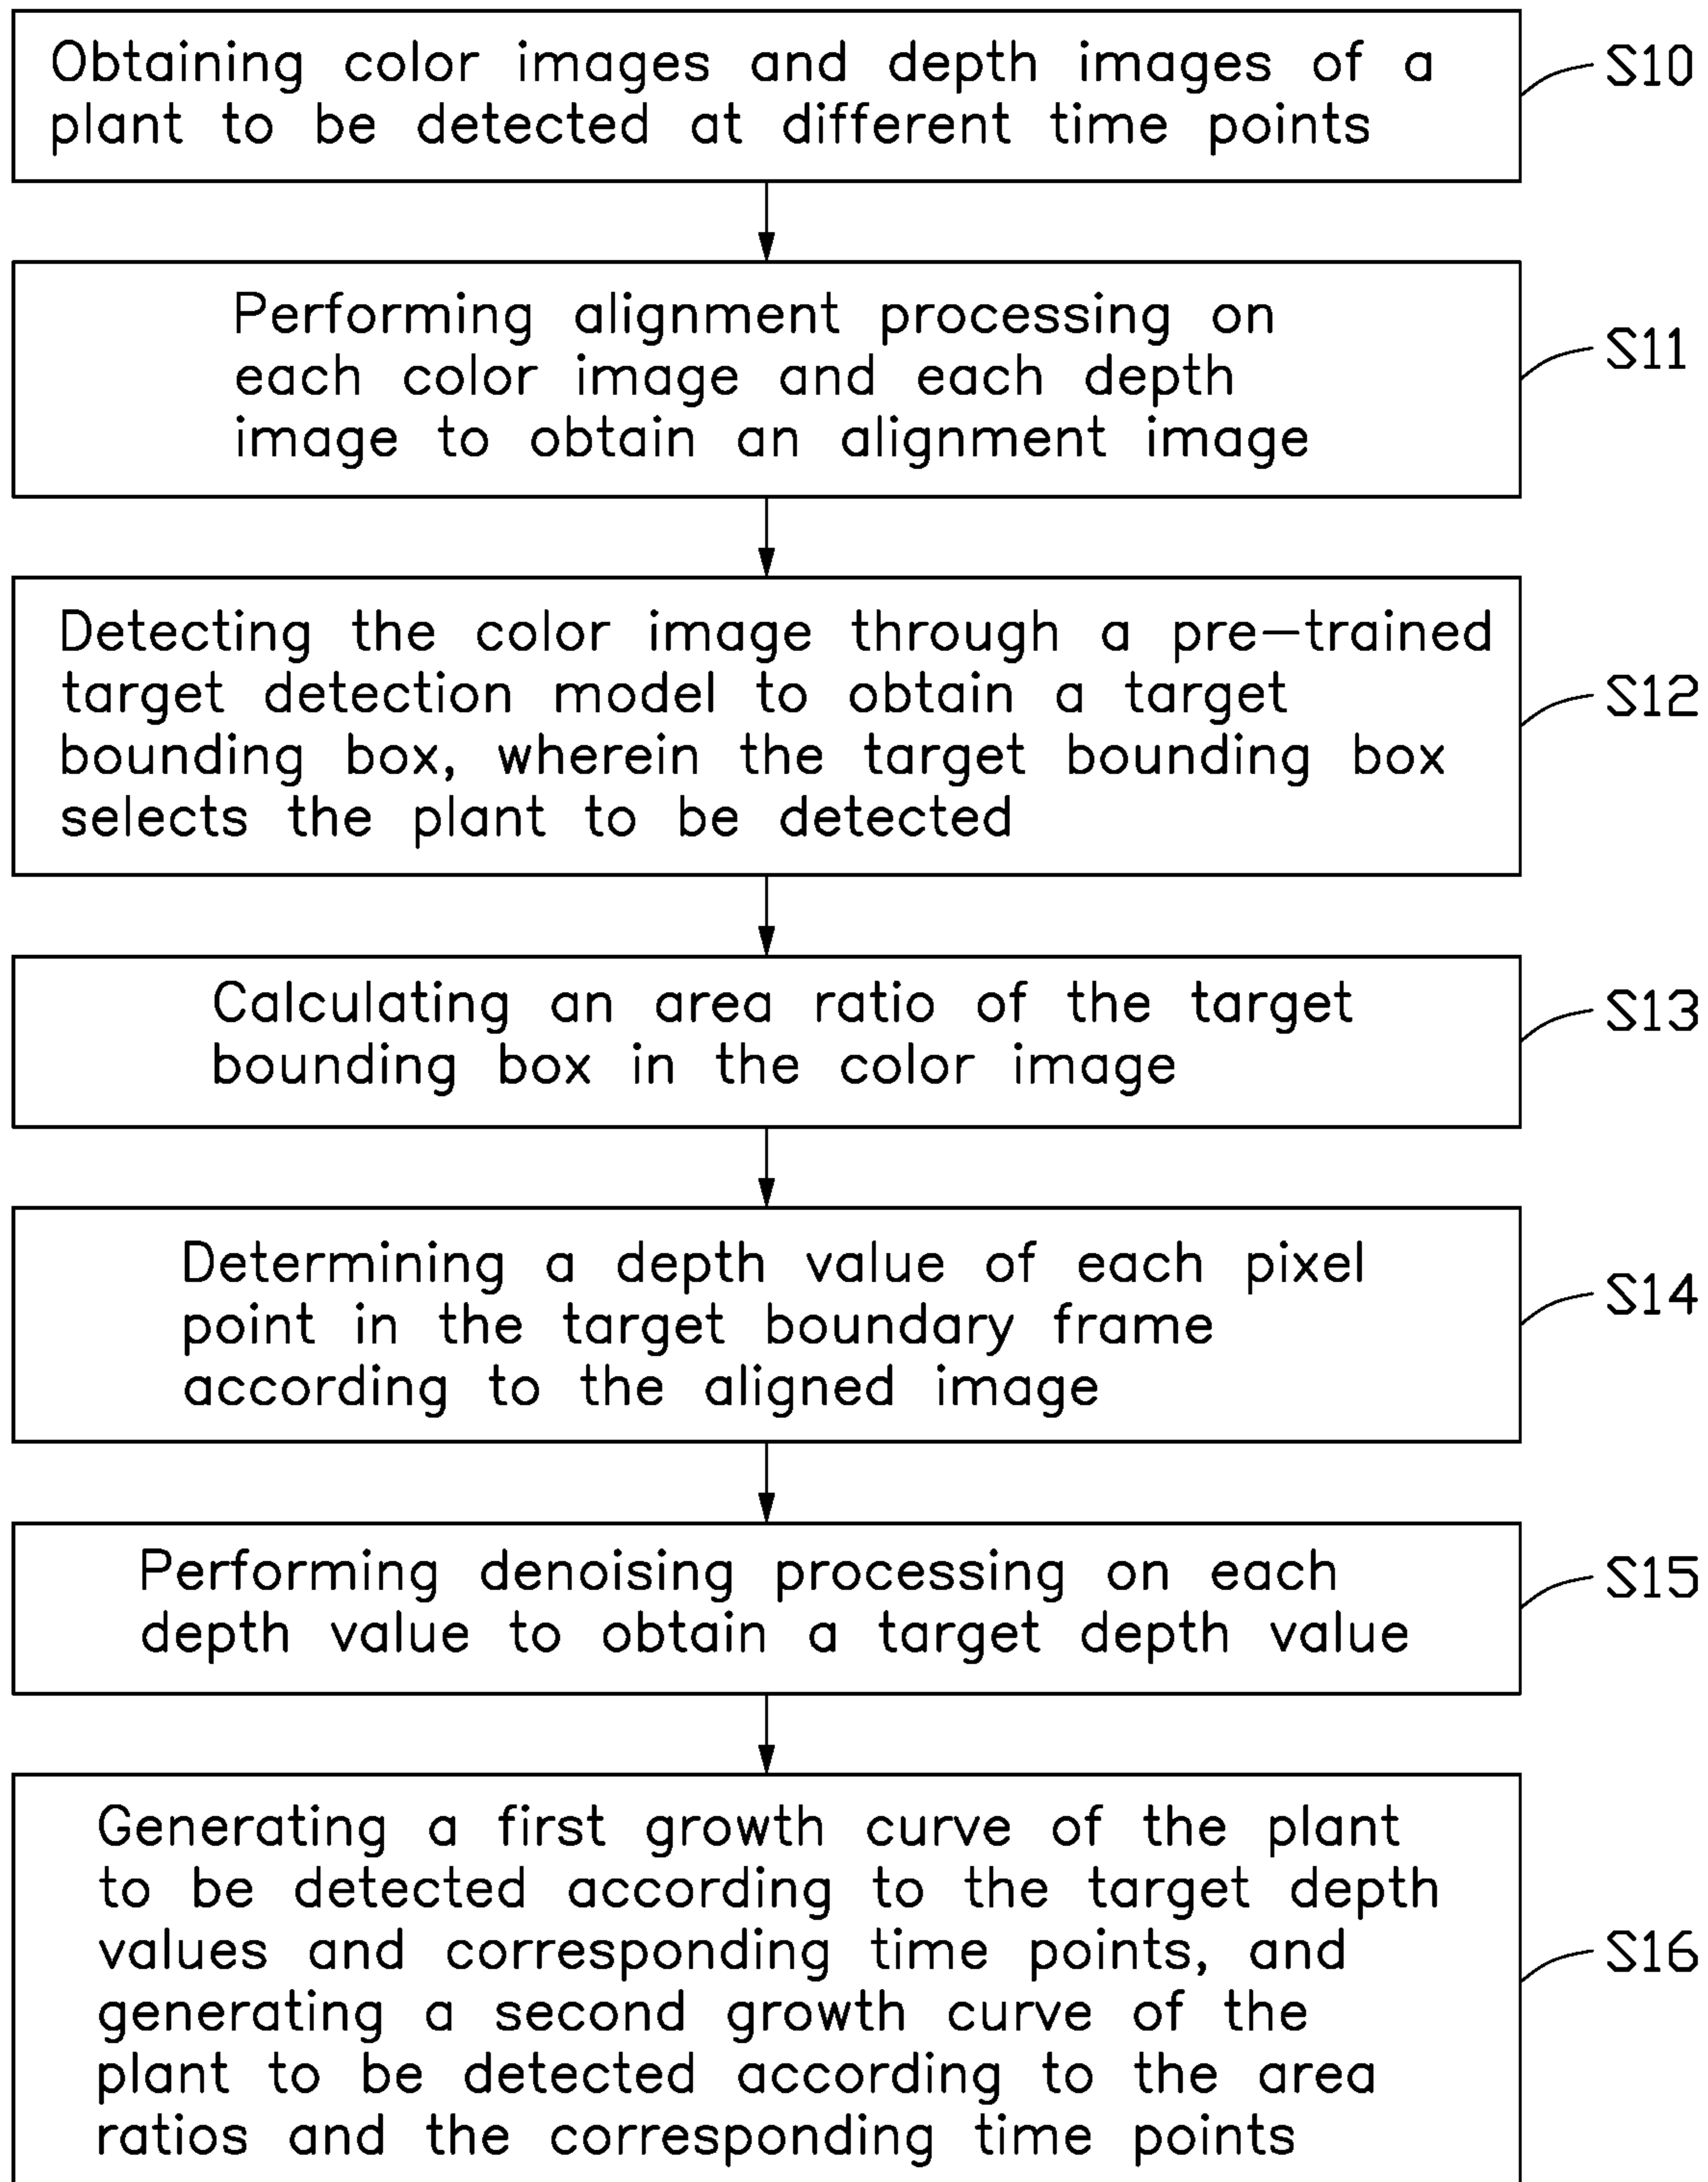 Obtaining color images and depth images of a
plant to be detected at different time points
S10
Performing alignment processing on
each color image and each depth
image to obtain an alignment image
S11
Detecting the color image through a pre-trained
target detection model to obtain a target
bounding box, wherein the target bounding box
selects the plant to be detected
S12
Calculating an area ratio of the target
bounding box in the color image
S13
Determining a depth value of each pixel
point in the target boundary frame
according to the aligned image
S14
Performing denoising processing on each
depth value to obtain a target depth value
S15
Generating a first growth curve of the plant
to be detected according to the target depth
values and corresponding time points, and
generating a second growth curve of the
plant to be detected according to the area
ratios and the corresponding time points
S16